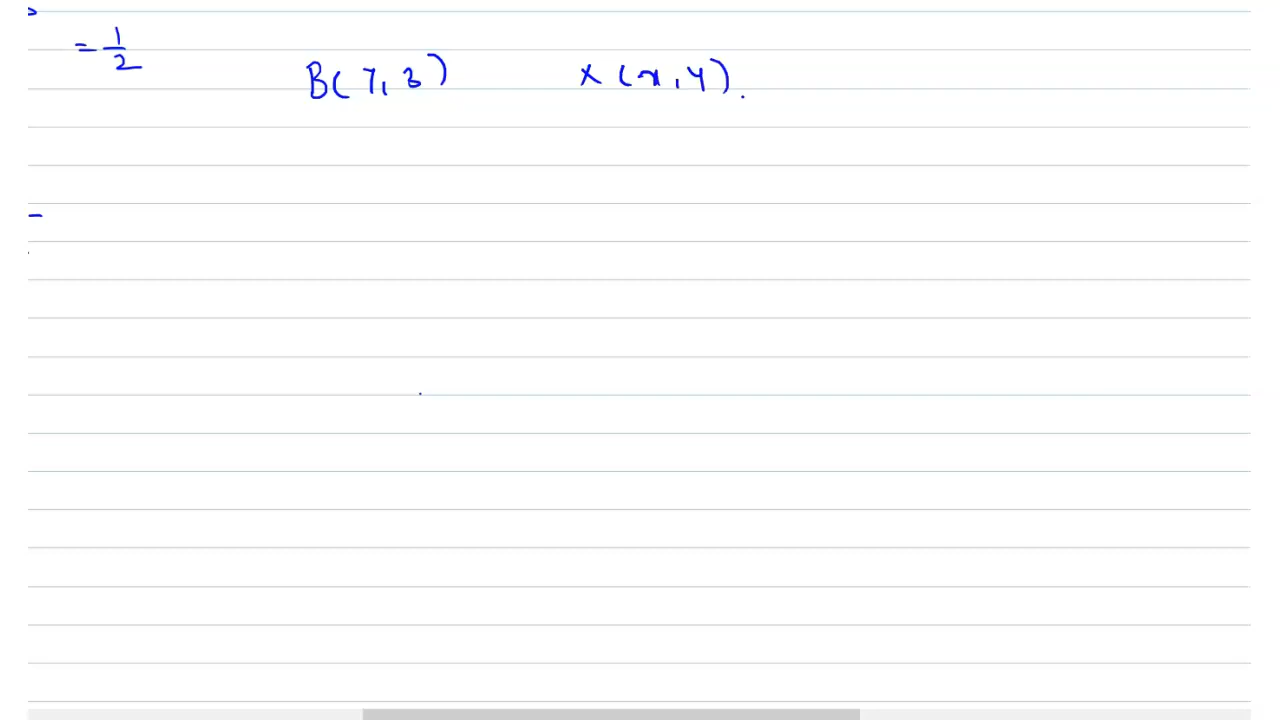 = 1/2
B( 7, 3 ) x ( x , y ) .